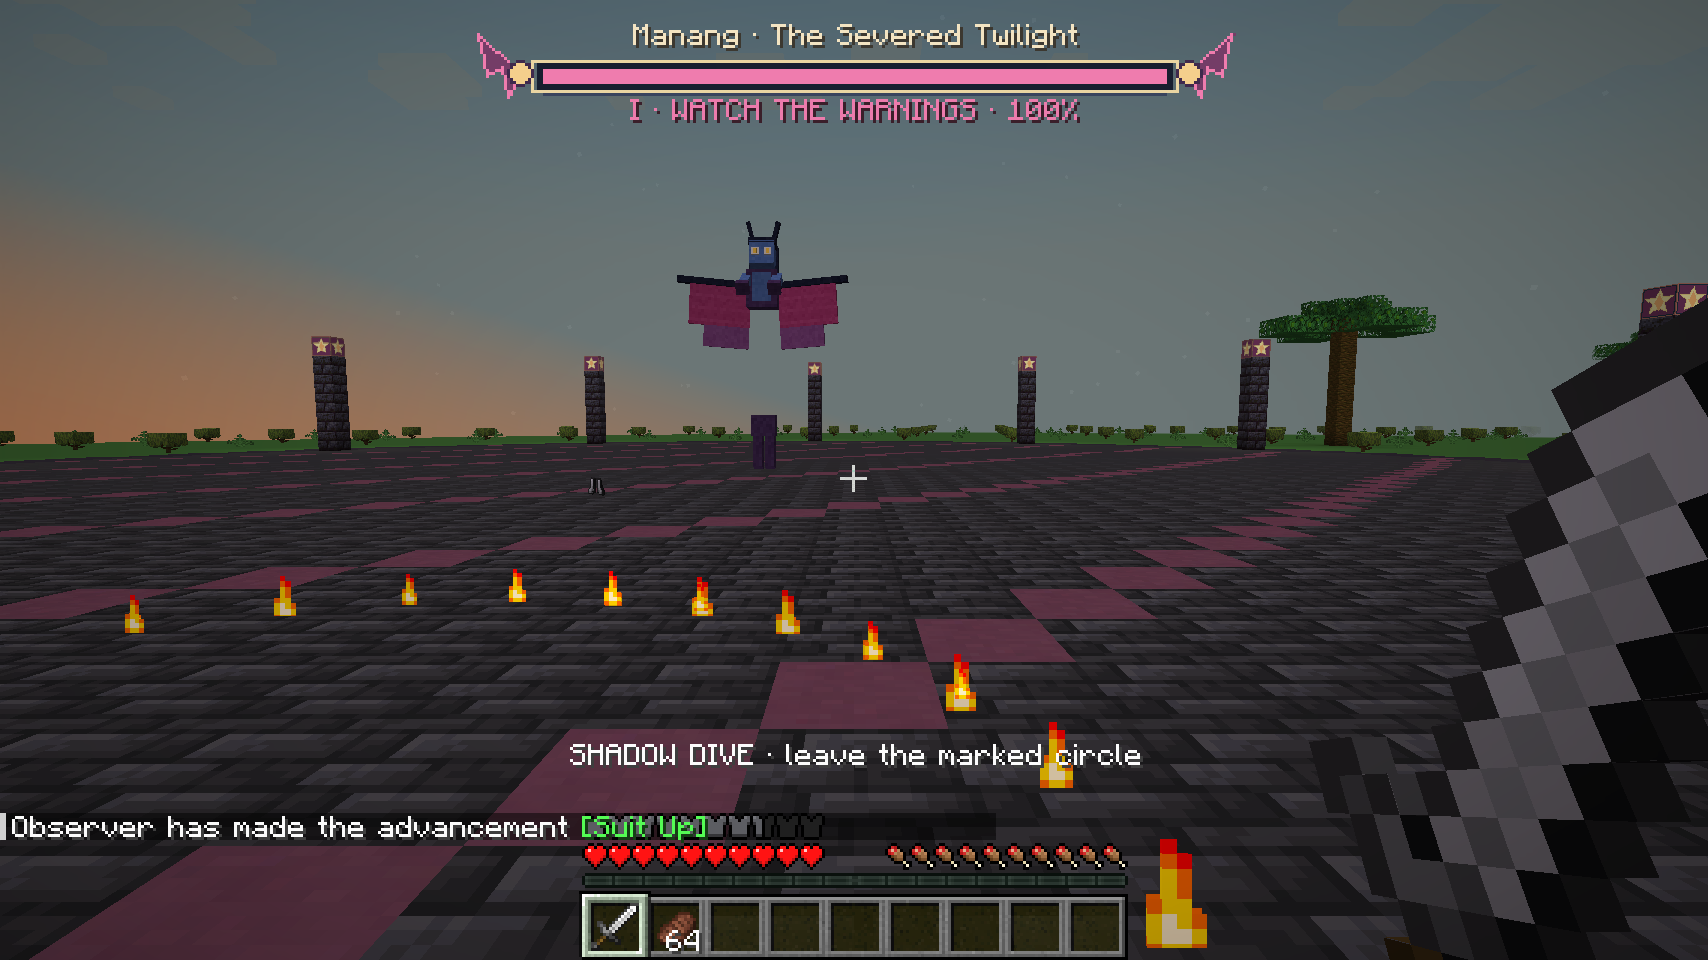 Manang · The Severed Twilight
I · WATCH THE WARNINGS · 100%
SHADOW DIVE · leave the marked circle
Observer has made the advancement [Suit Up]
64